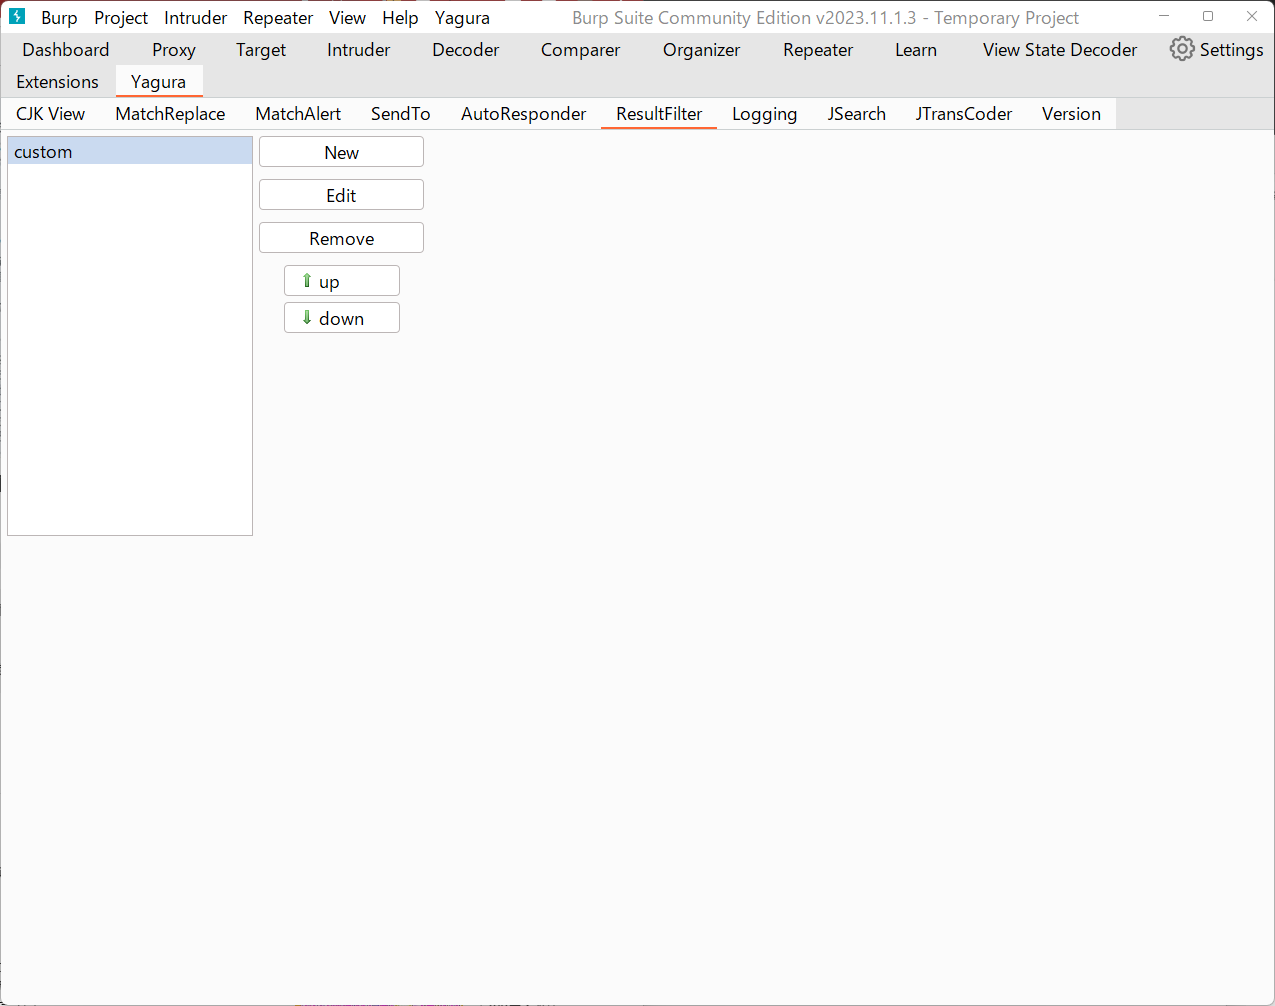 Burp Project Intruder Repeater View Help Yagura Burp Suite Community Edition v2023.11.1.3 - Temporary Project
Dashboard Proxy Target Intruder Decoder Comparer Organizer Repeater Learn View State Decoder Settings
Extensions Yagura
CJK View MatchReplace MatchAlert SendTo AutoResponder ResultFilter Logging JSearch JTransCoder Version
custom
New
Edit
Remove
up
down